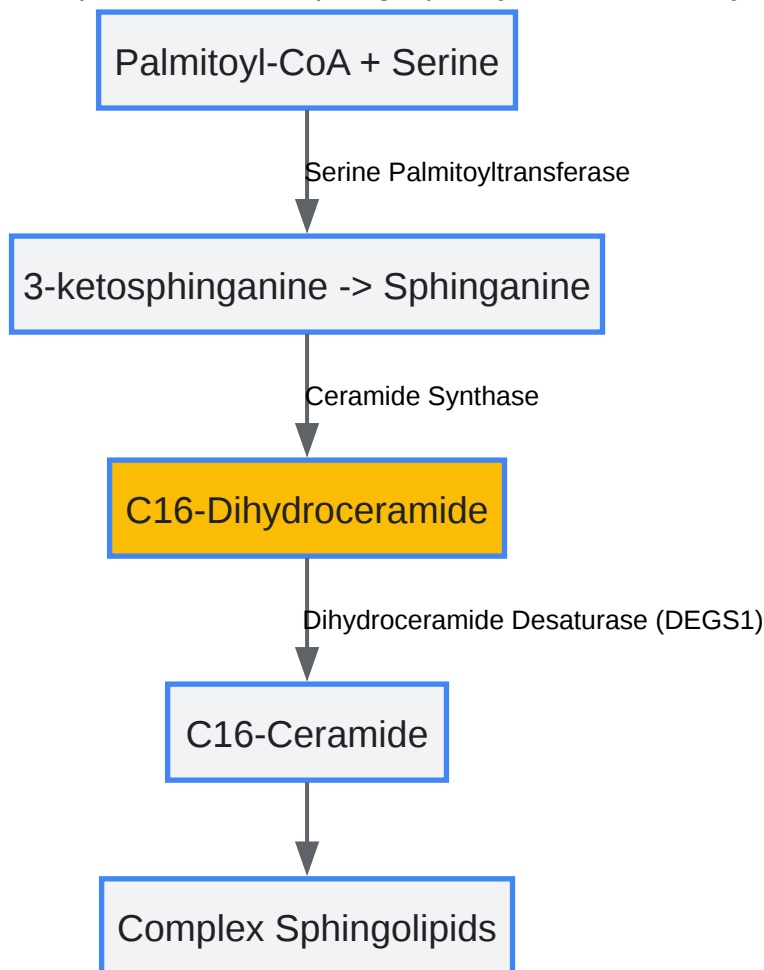 Palmitoyl-CoA + Serine
Serine Palmitoyltransferase
3-ketosphinganine -> Sphinganine
Ceramide Synthase
C16-Dihydroceramide
Dihydroceramide Desaturase (DEGS1)
C16-Ceramide
Complex Sphingolipids